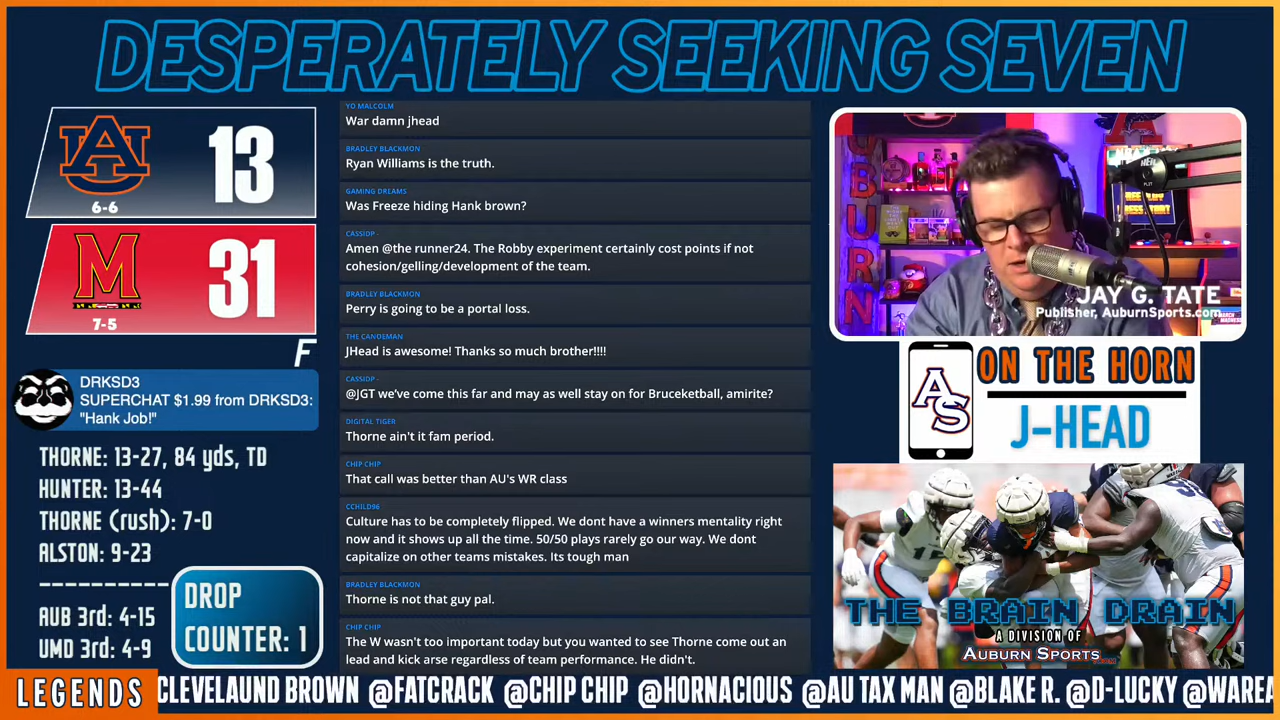 DESPERATELY SEEKING SEVEN
AU
13
6-6
M
31
7-5
F
DRKSD3
SUPERCHAT $1.99 from DRKSD3:
"Hank Job!"
THORNE: 13-27, 84 yds, TD
HUNTER: 13-44
THORNE (rush): 7-0
ALSTON: 9-23
----------
AUB 3rd: 4-15
UMD 3rd: 4-9
DROP
COUNTER: 1
YO MALCOLM
War damn jhead
BRADLEY BLACKMON
Ryan Williams is the truth.
GAMING DREAMS
Was Freeze hiding Hank brown?
CASSIDP -
Amen @the runner24. The Robby experiment certainly cost points if not
cohesion/gelling/development of the team.
BRADLEY BLACKMON
Perry is going to be a portal loss.
THE CANDEMAN
JHead is awesome! Thanks so much brother!!!!
CASSIDP -
@JGT we've come this far and may as well stay on for Bruceketball, amirite?
DIGITAL TIGER
Thorne ain't it fam period.
CHIP CHIP
That call was better than AU's WR class
CCHILD96
Culture has to be completely flipped. We dont have a winners mentality right
now and it shows up all the time. 50/50 plays rarely go our way. We dont
capitalize on other teams mistakes. Its tough man
BRADLEY BLACKMON
Thorne is not that guy pal.
CHIP CHIP
The W wasn't too important today but you wanted to see Thorne come out an
lead and kick arse regardless of team performance. He didn't.
UBURN
JAY G. TATE
Publisher, AuburnSports.com
AS
ON THE HORN
J-HEAD
THE BRAIN DRAIN
A DIVISION OF
AUBURN SPORTS.com
LEGENDS
CLEVELAUND BROWN @FATCRACK @CHIP CHIP @HORNACIOUS @AU TAX MAN @BLAKE R. @D-LUCKY @WAREA